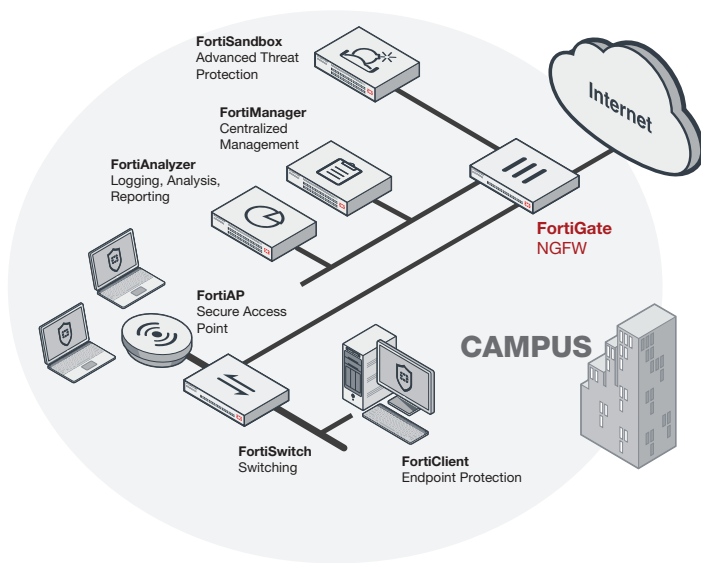 FortiSandbox
Advanced Threat
Protection
FortiManager
Centralized
Management
FortiAnalyzer
Logging, Analysis,
Reporting
Internet
FortiGate
NGFW
FortiAP
Secure Access
Point
CAMPUS
FortiSwitch
Switching
FortiClient
Endpoint Protection